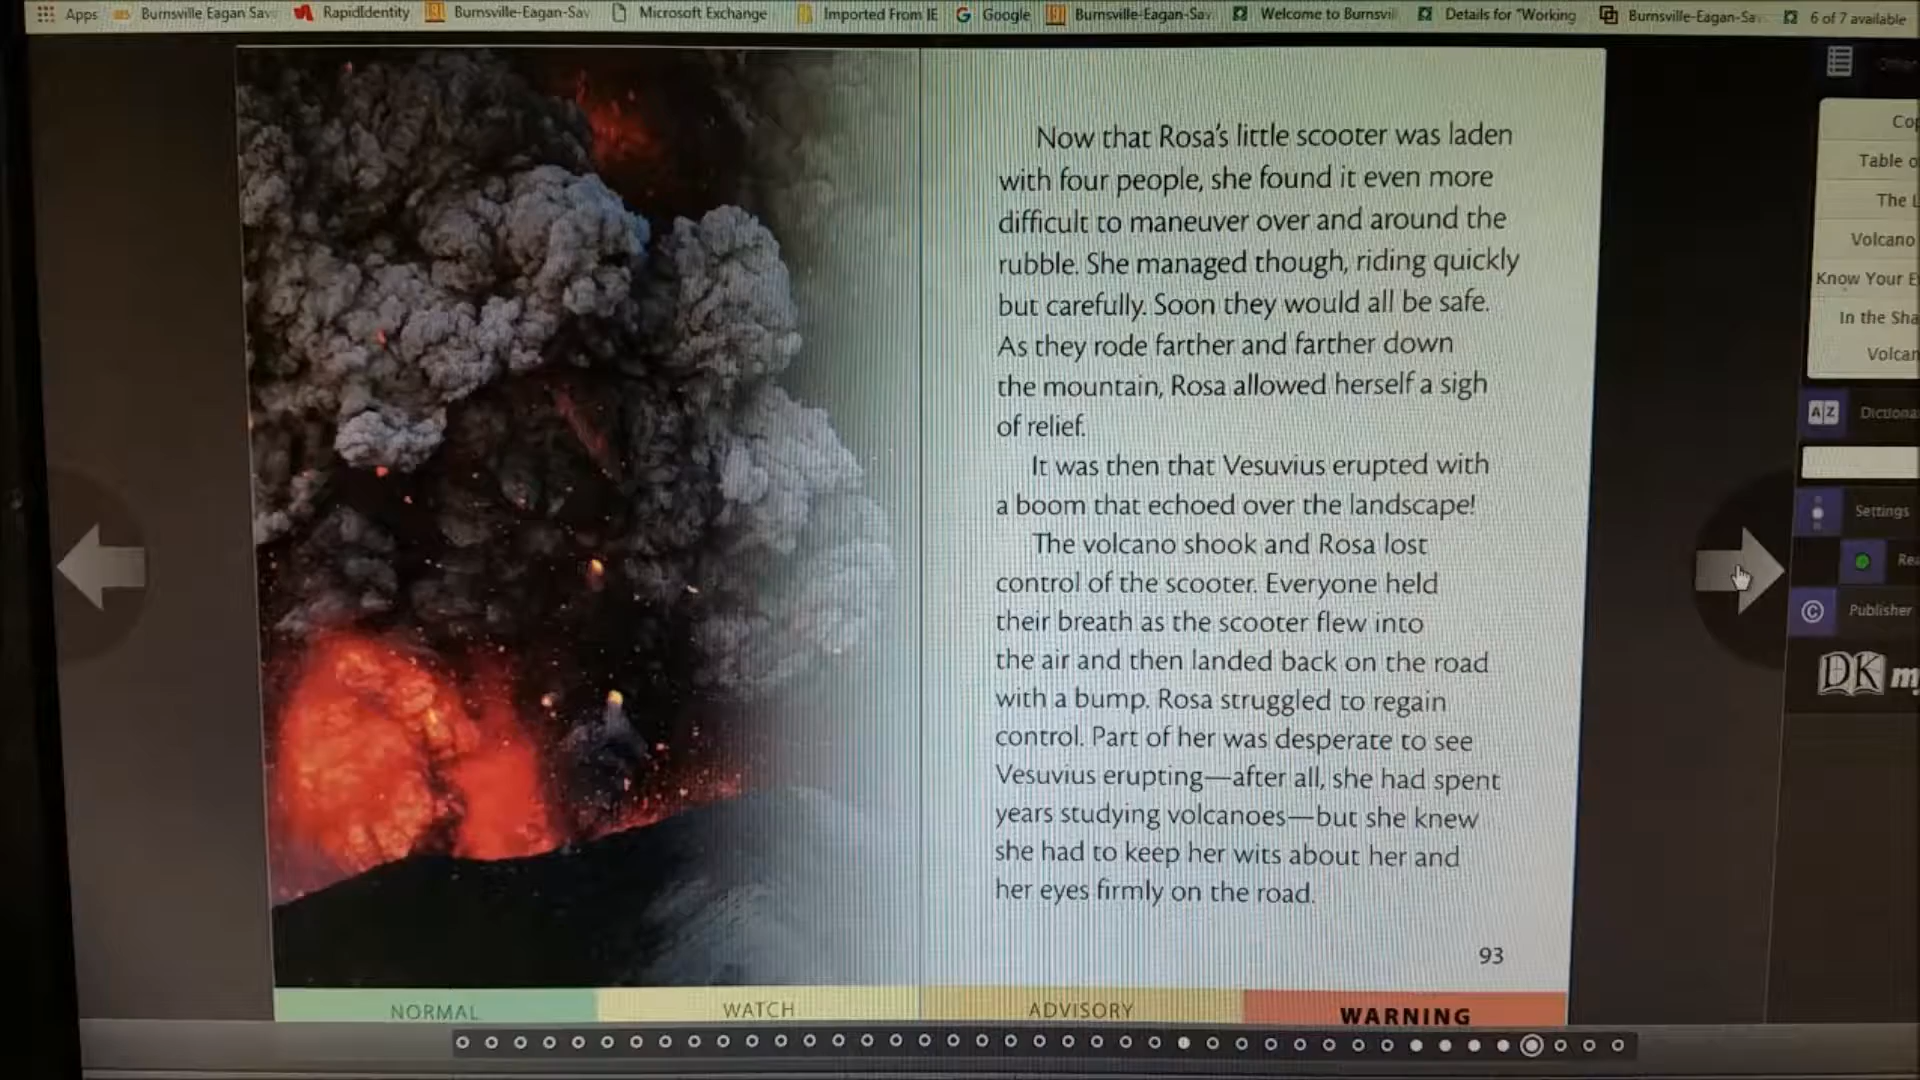 Apps
Burnsville Eagan Sav
RapidIdentity
Burnsville-Eagan-Sav
Microsoft Exchange
Imported From IE
Google
Burnsville-Eagan-Sav
Welcome to Burnsvil
Details for "Working
Burnsville-Eagan-Sa
6 of 7 available
Now that Rosa's little scooter was laden
with four people, she found it even more
difficult to maneuver over and around the
rubble. She managed though, riding quickly
but carefully. Soon they would all be safe.
As they rode farther and farther down
the mountain, Rosa allowed herself a sigh
of relief.
It was then that Vesuvius erupted with
a boom that echoed over the landscape!
The volcano shook and Rosa lost
control of the scooter. Everyone held
their breath as the scooter flew into
the air and then landed back on the road
with a bump. Rosa struggled to regain
control. Part of her was desperate to see
Vesuvius erupting—after all, she had spent
years studying volcanoes—but she knew
she had to keep her wits about her and
her eyes firmly on the road.
93
NORMAL
WATCH
ADVISORY
WARNING
Cop
Table o
The L
Volcano
Know Your E
In the Sha
Volcan
A|Z
Dictiona
Settings
Rea
©
Publisher
DK m